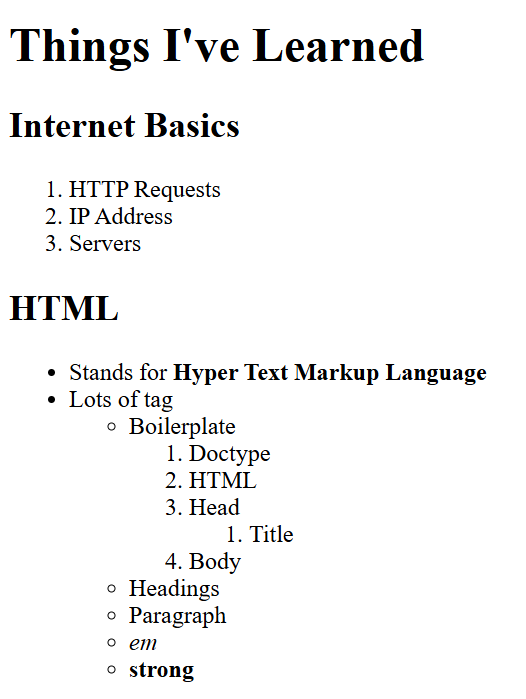 Things I've Learned
Internet Basics
1. HTTP Requests
2. IP Address
3. Servers
HTML
• Stands for Hyper Text Markup Language
• Lots of tag
◦ Boilerplate
1. Doctype
2. HTML
3. Head
1. Title
4. Body
◦ Headings
◦ Paragraph
◦ em
◦ strong